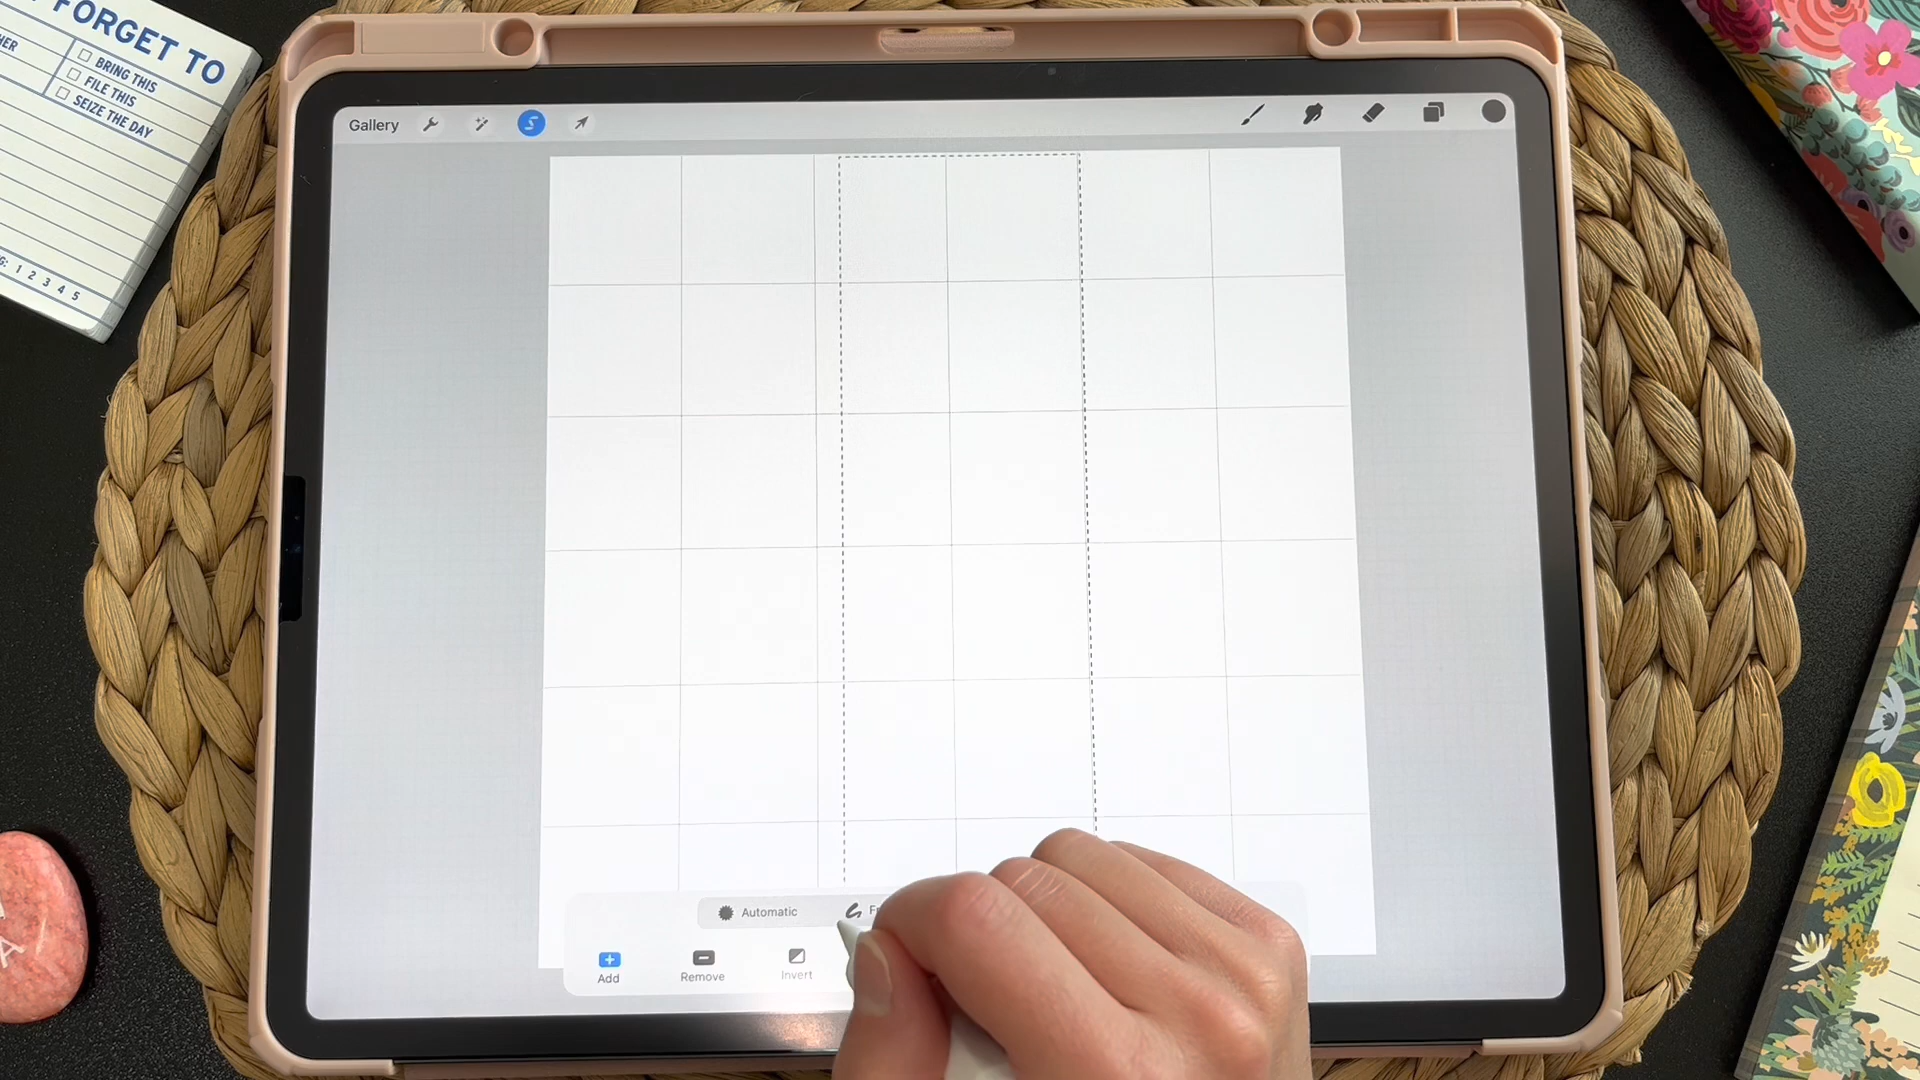 FORGET TO
BRING THIS
FILE THIS
SEIZE THE DAY
1 2 3 4 5
Gallery
Automatic
Add
Remove
Invert
A